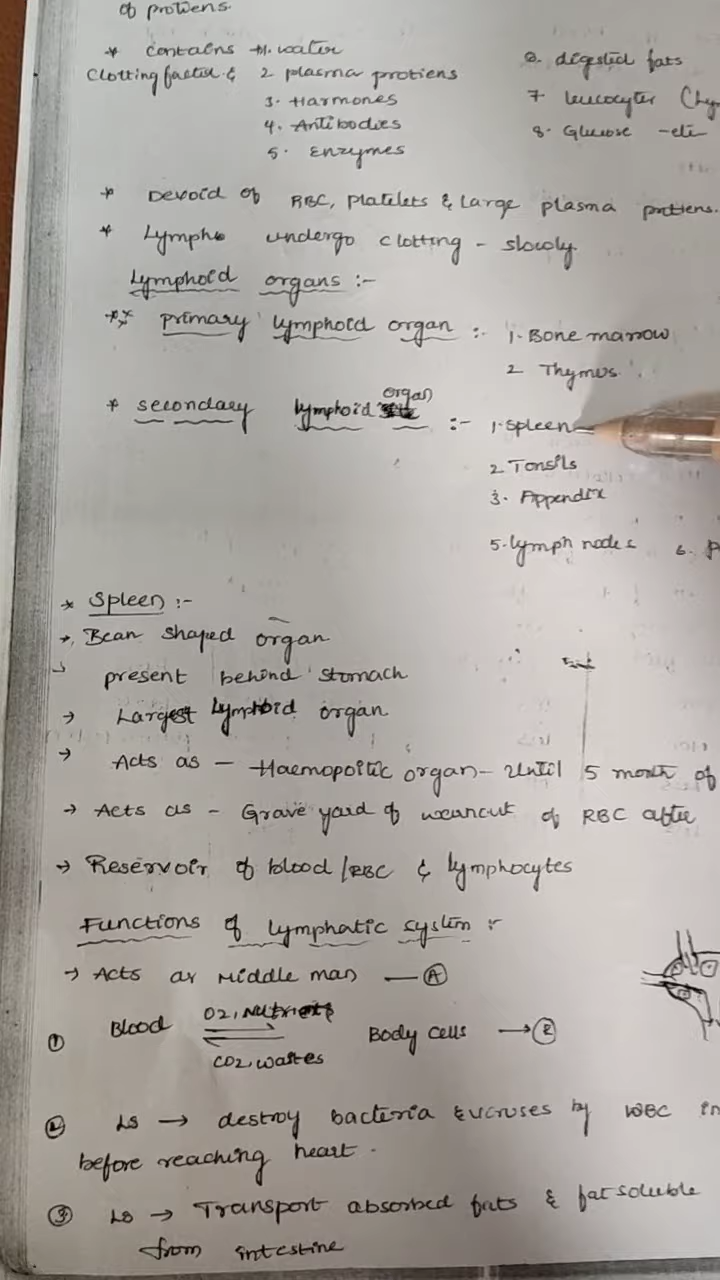 of protiens.
* contains → 1. water
Clotting factor & 2 plasma protiens
3. Harmones
4. Antibodies
5. Enzymes
digested fats
7. leucocytes (Ly
8. Glucose - etc
* Devoid of RBC, Platelets & Large plasma protiens.
* Lymph undergo clotting - slowly.
Lymphoid organs :-
** primary lymphoid organ :- 1. Bone marrow
2 Thymus.
* secondary lymphoid organ :- 1. Spleen
2 Tonsils
3. Appendix
5. lymph nodes 6. P
* Spleen :-
→ Bean shaped organ
→ present behind stomach
→ Largest lymphoid organ
→ Acts as - Haemopoitic organ - Until 5 month of
→ Acts as - Grave yard of of RBC after
→ Reservoir of blood /RBC & lymphocytes
Functions of lymphatic system :-
→ Acts as Middle man — A
① Blood O2, Nutrients CO2, wastes Body cells →
② LS → destroy bacteria & viruses by WBC in
before reaching heart.
③ LS → Transport absorbed fats & fat soluble
from intestine